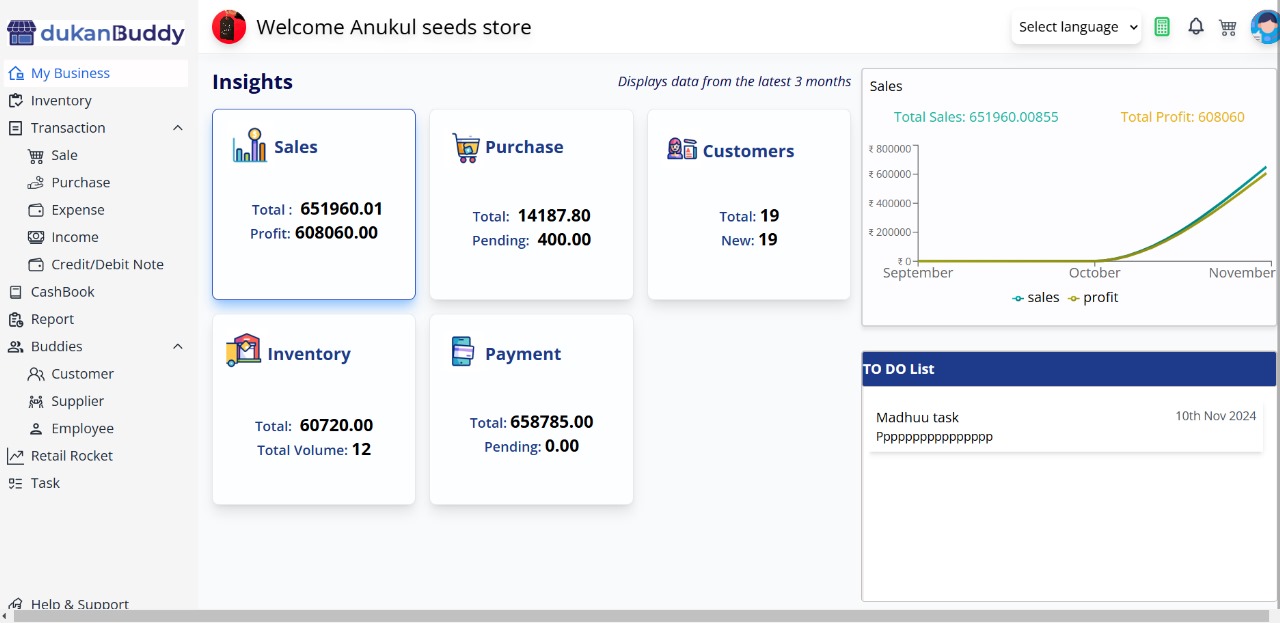 dukanBuddy
My Business
Inventory
Transaction
Sale
Purchase
Expense
Income
Credit/Debit Note
CashBook
Report
Buddies
Customer
Supplier
Employee
Retail Rocket
Task
Help & Support
Welcome Anukul seeds store
Select language
Insights
Displays data from the latest 3 months
Sales
Total : 651960.01
Profit: 608060.00
Purchase
Total: 14187.80
Pending: 400.00
Customers
Total: 19
New: 19
Inventory
Total: 60720.00
Total Volume: 12
Payment
Total: 658785.00
Pending: 0.00
Sales
Total Sales: 651960.00855 Total Profit: 608060
₹ 800000
₹ 600000
₹ 400000
₹ 200000
₹ 0
September October November
sales profit
TO DO List
Madhuu task 10th Nov 2024
Ppppppppppppppp